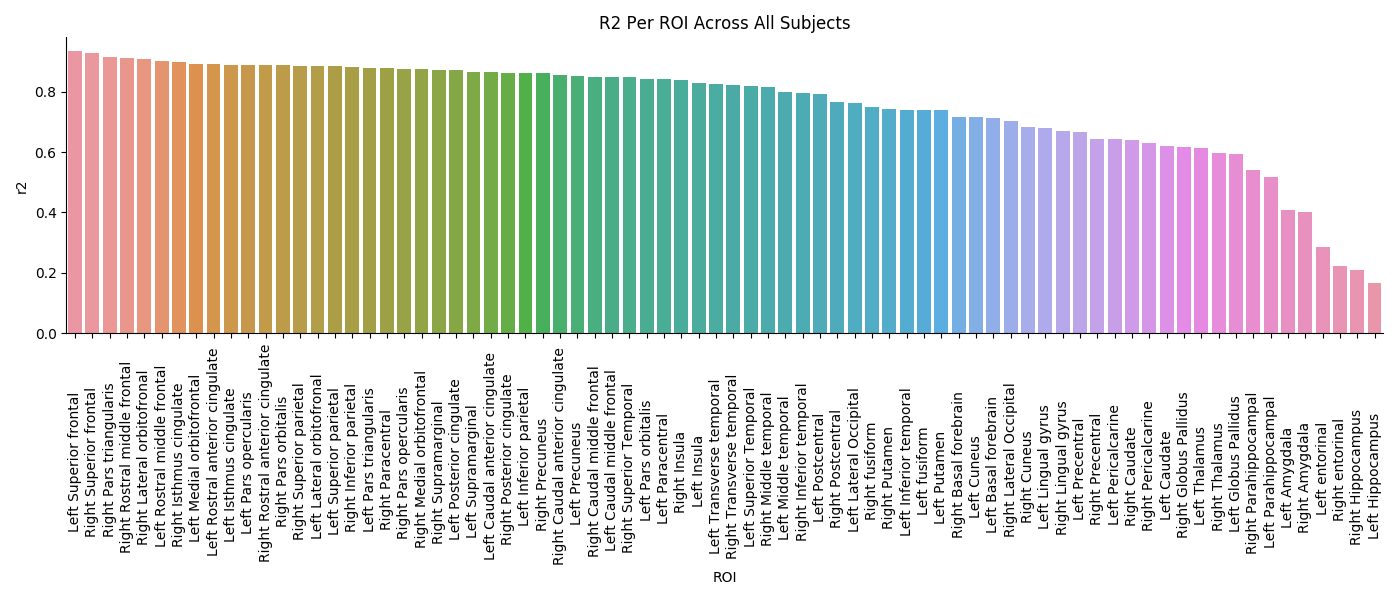 R2 Per ROI Across All Subjects
r2
0.8
0.6
0.4
0.2
0.0
Left Superior frontal
Right Superior frontal
Right Pars triangularis
Right Rostral middle frontal
Right Lateral orbitofrontal
Left Rostral middle frontal
Right Isthmus cingulate
Left Medial orbitofrontal
Left Rostral anterior cingulate
Left Isthmus cingulate
Left Pars opercularis
Right Rostral anterior cingulate
Right Pars orbitalis
Right Superior parietal
Left Lateral orbitofrontal
Left Superior parietal
Right Inferior parietal
Left Pars triangularis
Right Paracentral
Right Pars opercularis
Right Medial orbitofrontal
Right Supramarginal
Left Posterior cingulate
Left Supramarginal
Left Caudal anterior cingulate
Right Posterior cingulate
Left Inferior parietal
Right Precuneus
Right Caudal anterior cingulate
Left Precuneus
Right Caudal middle frontal
Left Caudal middle frontal
Right Superior Temporal
Left Pars orbitalis
Left Paracentral
Right Insula
Left Insula
Left Transverse temporal
Right Transverse temporal
Left Superior Temporal
Right Middle temporal
Left Middle temporal
Right Inferior temporal
Left Postcentral
Right Postcentral
Left Lateral Occipital
Right fusiform
Right Putamen
Left Inferior temporal
Left fusiform
Left Putamen
Right Basal forebrain
Left Cuneus
Left Basal forebrain
Right Lateral Occipital
Right Cuneus
Left Lingual gyrus
Right Lingual gyrus
Left Precentral
Right Precentral
Left Pericalcarine
Right Caudate
Right Pericalcarine
Left Caudate
Right Globus Pallidus
Left Thalamus
Right Thalamus
Left Globus Pallidus
Right Parahippocampal
Left Parahippocampal
Left Amygdala
Right Amygdala
Left entorinal
Right entorinal
Right Hippocampus
Left Hippocampus
ROI